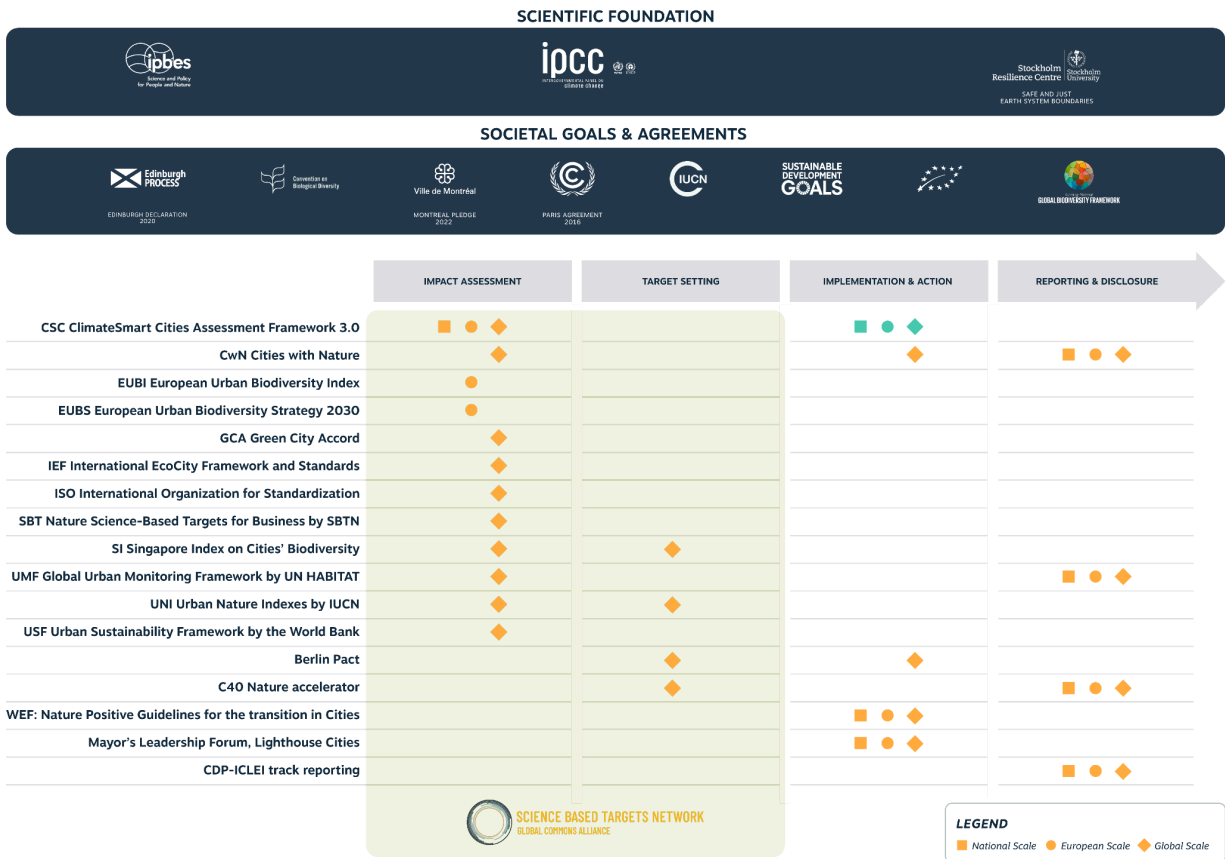 SCIENTIFIC FOUNDATION
ipbes
Science and Policy
for People and Nature
ipcc
INTERGOVERNMENTAL PANEL ON
climate change
Stockholm
Resilience Centre
Stockholm
University
SAFE AND JUST
EARTH SYSTEM BOUNDARIES
SOCIETAL GOALS & AGREEMENTS
Edinburgh
PROCESS
EDINBURGH DECLARATION
2020
Convention on
Biological Diversity
Ville de Montréal
MONTREAL PLEDGE
2022
PARIS AGREEMENT
2016
IUCN
SUSTAINABLE
DEVELOPMENT
GOALS
GLOBAL BIODIVERSITY FRAMEWORK
IMPACT ASSESSMENT
TARGET SETTING
IMPLEMENTATION & ACTION
REPORTING & DISCLOSURE
CSC ClimateSmart Cities Assessment Framework 3.0
CwN Cities with Nature
EUBI European Urban Biodiversity Index
EUBS European Urban Biodiversity Strategy 2030
GCA Green City Accord
IEF International EcoCity Framework and Standards
ISO International Organization for Standardization
SBT Nature Science-Based Targets for Business by SBTN
SI Singapore Index on Cities’ Biodiversity
UMF Global Urban Monitoring Framework by UN HABITAT
UNI Urban Nature Indexes by IUCN
USF Urban Sustainability Framework by the World Bank
Berlin Pact
C40 Nature accelerator
WEF: Nature Positive Guidelines for the transition in Cities
Mayor’s Leadership Forum, Lighthouse Cities
CDP-ICLEI track reporting
SCIENCE BASED TARGETS NETWORK
GLOBAL COMMONS ALLIANCE
LEGEND
National Scale
European Scale
Global Scale